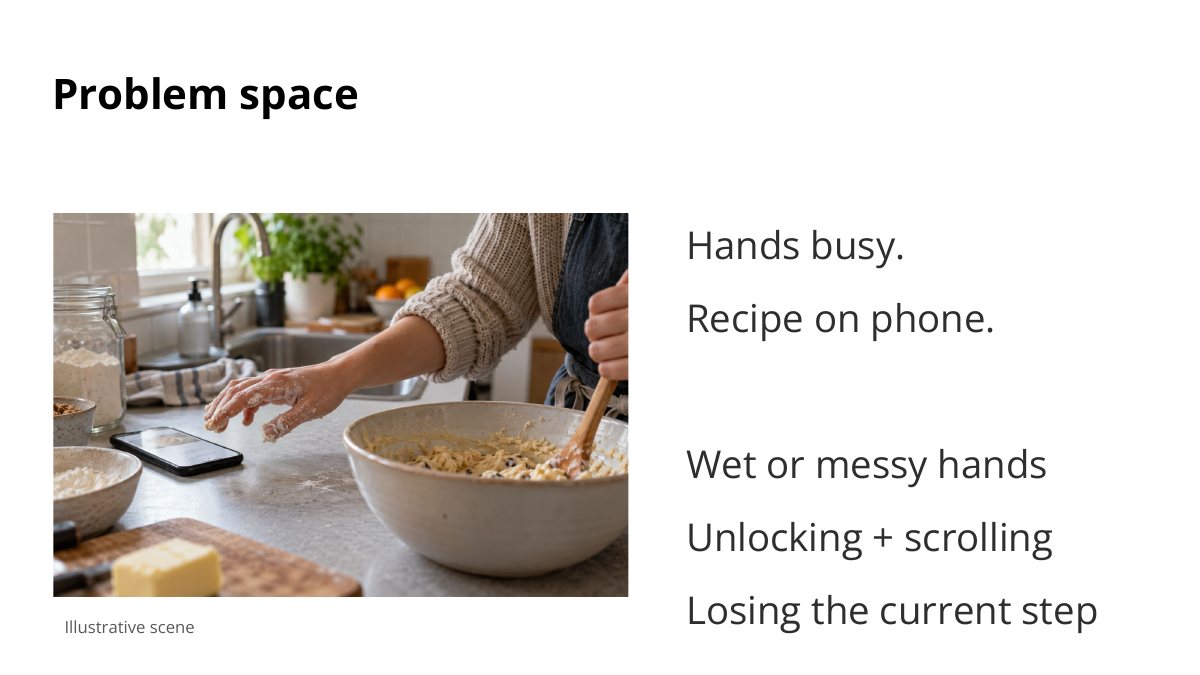 Problem space
Hands busy.
Recipe on phone.
Wet or messy hands
Unlocking + scrolling
Losing the current step
Illustrative scene